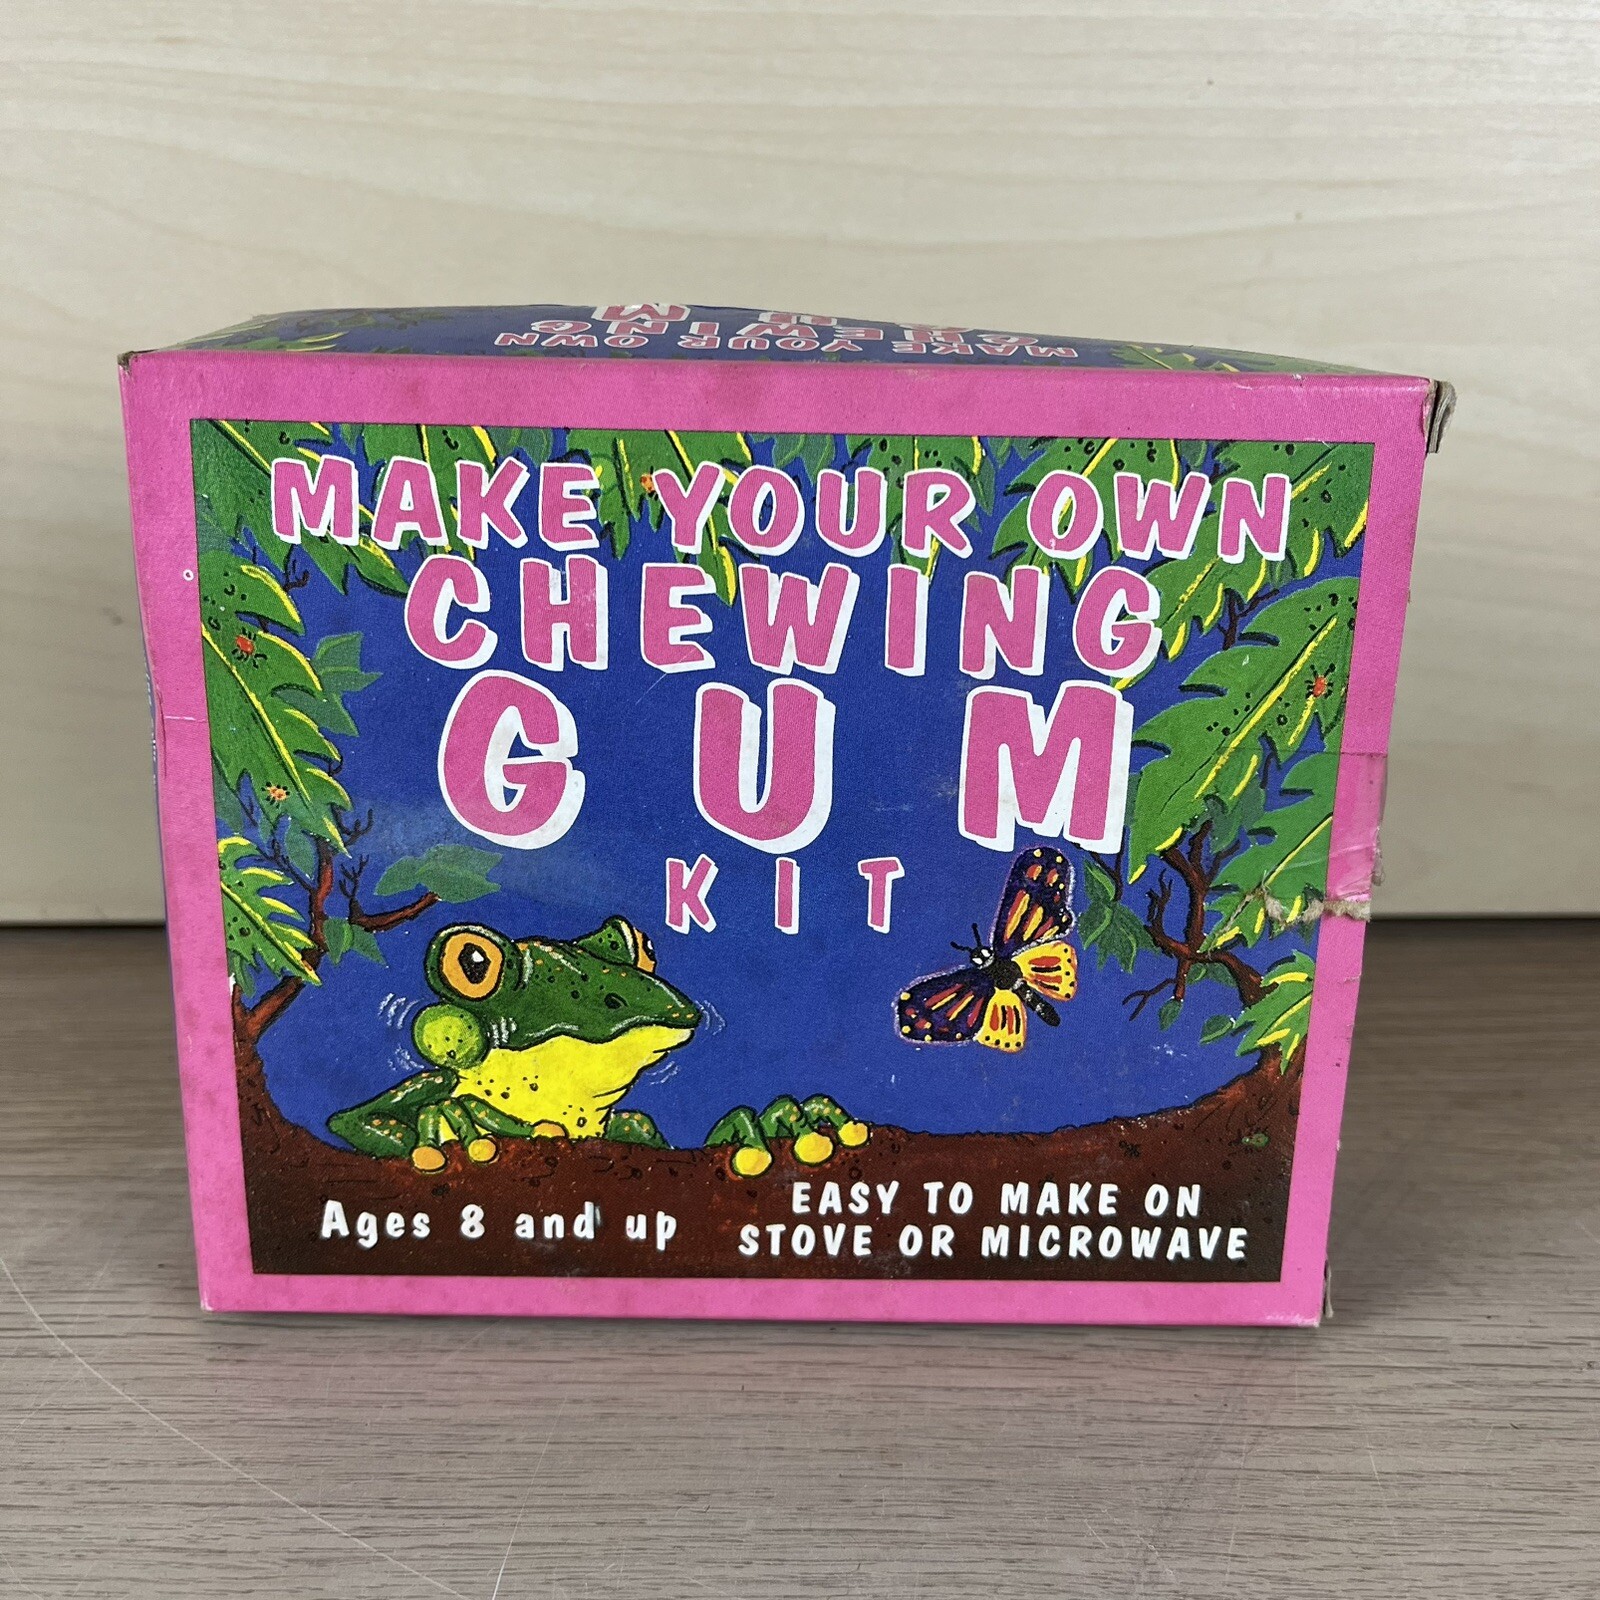 MAKE YOUR OWN
CHEWING
GUM
MAKE YOUR OWN
CHEWING
GUM
KIT
Ages 8 and up
EASY TO MAKE ON
STOVE OR MICROWAVE